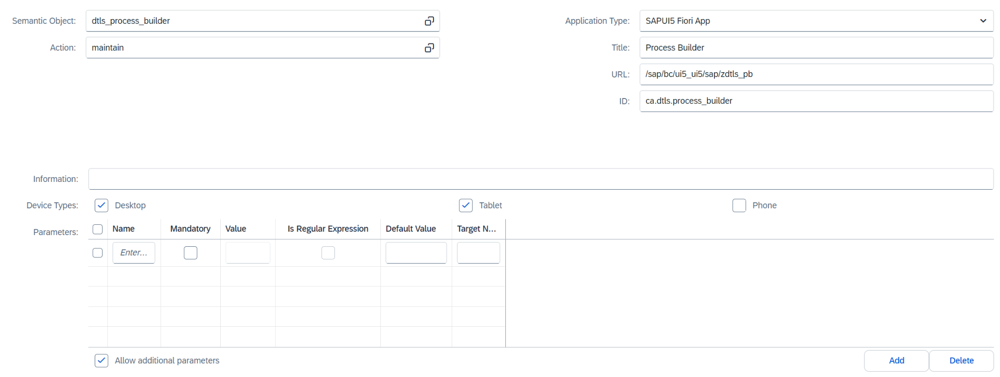 Semantic Object: dtls_process_builder
Action: maintain
Application Type: SAPUI5 Fiori App
Title: Process Builder
URL: /sap/bc/ui5_ui5/sap/zdtls_pb
ID: ca.dtls.process_builder
Information:
Device Types: Desktop Tablet Phone
Parameters: Name Mandatory Value Is Regular Expression Default Value Target N...
Enter...
Allow additional parameters Add Delete